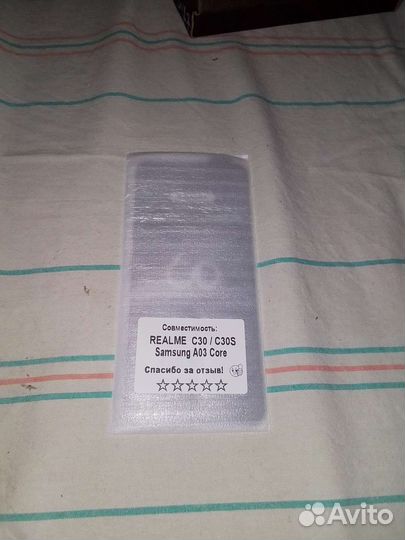 Совместимость:
REALME C30 / C30S
Samsung A03 Core
Спасибо за отзыв!
Avito